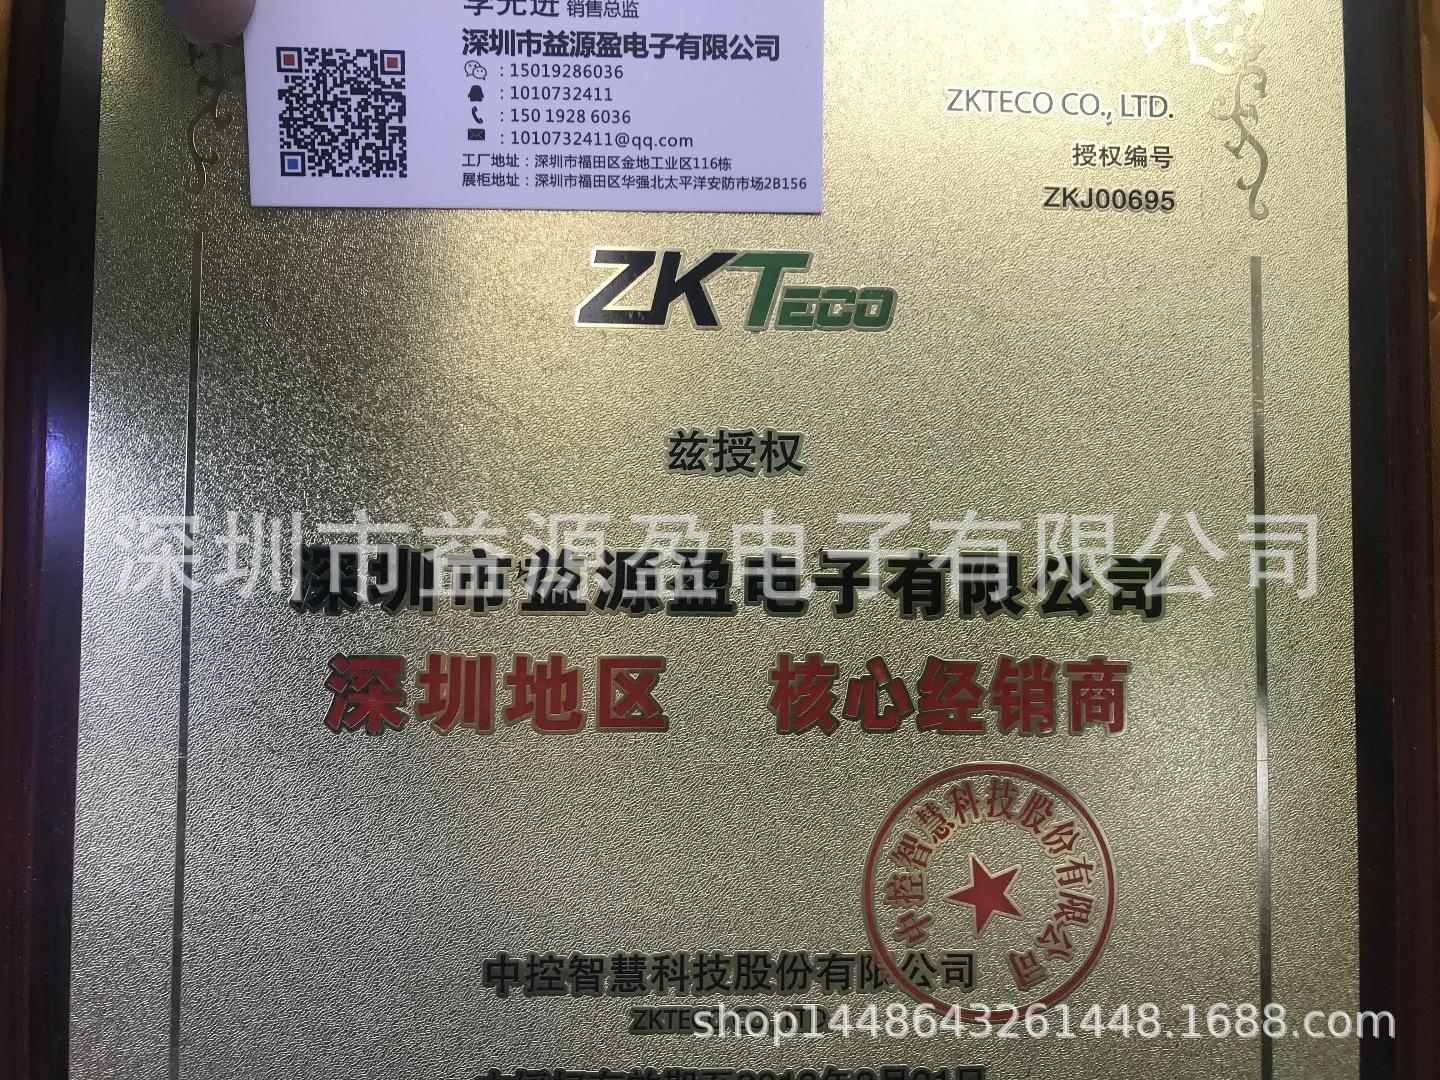 李元进 销售总监
深圳市益源盈电子有限公司
: 15019286036
: 1010732411
: 150 1928 6036
: 1010732411@qq.com
工厂地址：深圳市福田区金地工业区116栋
展柜地址：深圳市福田区华强北太平洋安防市场2B156
ZKTECO CO., LTD.
授权编号
ZKJ00695
ZKTECO
兹授权
深圳市益源盈电子有限公司
深圳市益源盈电子有限公司
深圳地区 核心经销商
中控智慧科技股份有限公司
中控智慧科技股份有限公司
shop1448643261448.1688.com